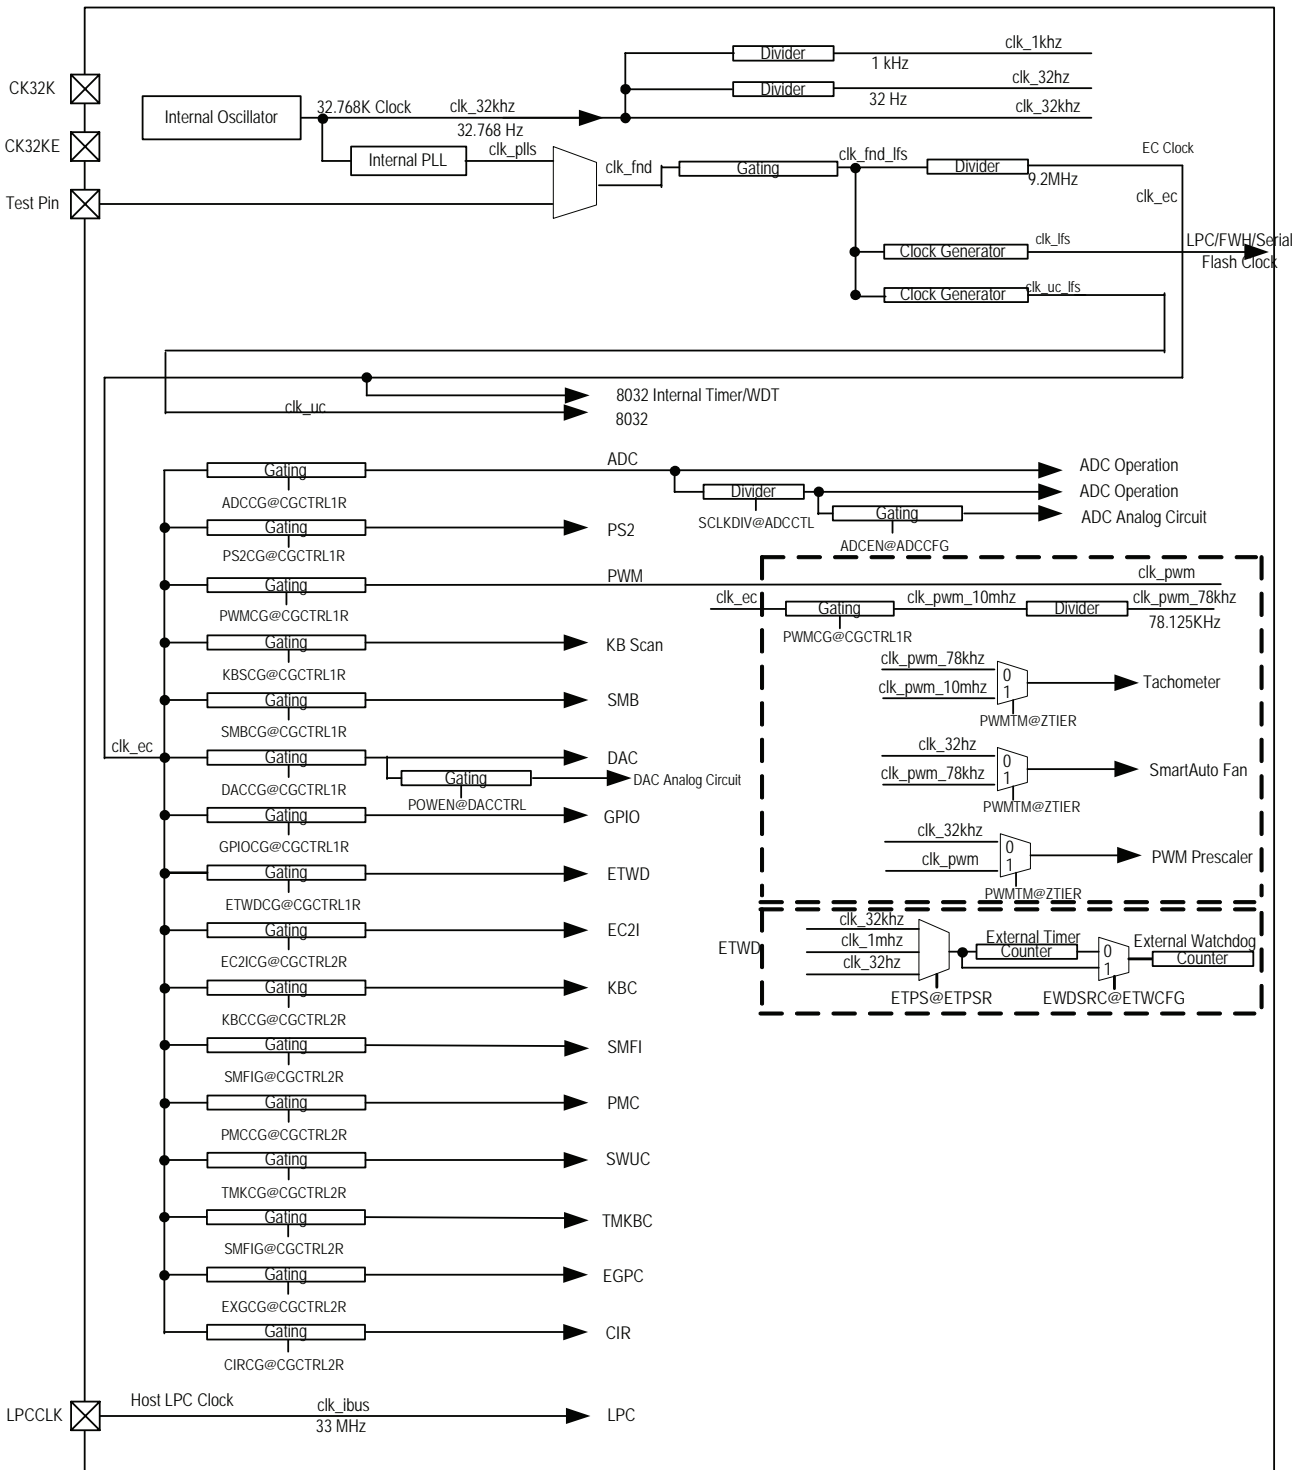 clk_1khz
Divider
1 kHz
clk_32hz
Divider
32 Hz
CK32K
Internal Oscillator
32.768K Clock
clk_32khz
clk_32khz
32.768 Hz
CK32KE
clk_plls
Internal PLL
clk_fnd
Gating
clk_fnd_lfs
Divider
9.2MHz
EC Clock
clk_ec
Test Pin
clk_lfs
Clock Generator
LPC/FWH/Serial
Flash Clock
clk_uc_lfs
Clock Generator
8032 Internal Timer/WDT
clk_uc
8032
Gating
ADCCG@CGCTRL1R
ADC
ADC Operation
Divider
SCLKDIV@ADCCTL
ADC Operation
Gating
ADCEN@ADCCFG
ADC Analog Circuit
Gating
PS2CG@CGCTRL1R
PS2
Gating
PWMCG@CGCTRL1R
PWM
clk_pwm
clk_ec
Gating
PWMCG@CGCTRL1R
clk_pwm_10mhz
Divider
clk_pwm_78khz
78.125KHz
Gating
KBSCG@CGCTRL1R
KB Scan
clk_pwm_78khz
clk_pwm_10mhz
0
1
PWMTM@ZTIER
Tachometer
Gating
SMBCG@CGCTRL1R
SMB
clk_ec
Gating
DACCG@CGCTRL1R
DAC
Gating
POWEN@DACCTRL
DAC Analog Circuit
clk_32hz
clk_pwm_78khz
0
1
PWMTM@ZTIER
SmartAuto Fan
Gating
GPIOCG@CGCTRL1R
GPIO
clk_32khz
clk_pwm
0
1
PWMTM@ZTIER
PWM Prescaler
Gating
ETWDCG@CGCTRL1R
ETWD
Gating
EC2ICG@CGCTRL2R
EC2I
ETWD
clk_32khz
clk_1mhz
clk_32hz
ETPS@ETPSR
External Timer
Counter
0
1
EWDSRC@ETWCFG
External Watchdog
Counter
Gating
KBCCG@CGCTRL2R
KBC
Gating
SMFIG@CGCTRL2R
SMFI
Gating
PMCCG@CGCTRL2R
PMC
Gating
TMKCG@CGCTRL2R
SWUC
Gating
SMFIG@CGCTRL2R
TMKBC
Gating
EXGCG@CGCTRL2R
EGPC
Gating
CIRCG@CGCTRL2R
CIR
LPCCLK
Host LPC Clock
clk_ibus
33 MHz
LPC